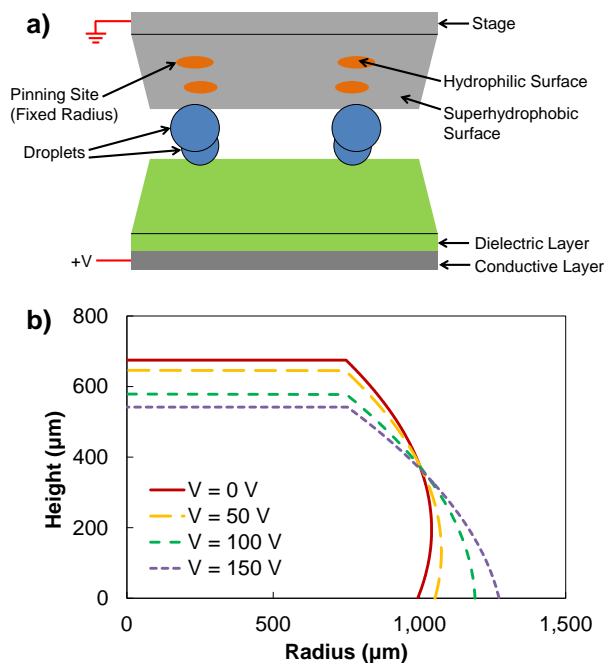 a)
Stage
Hydrophilic Surface
Pinning Site
(Fixed Radius)
Superhydrophobic
Surface
Droplets
Dielectric Layer
+V
Conductive Layer
b)
800
600
400
200
0
Height (µm)
V = 0 V
V = 50 V
V = 100 V
V = 150 V
0
500
1,000
1,500
Radius (µm)